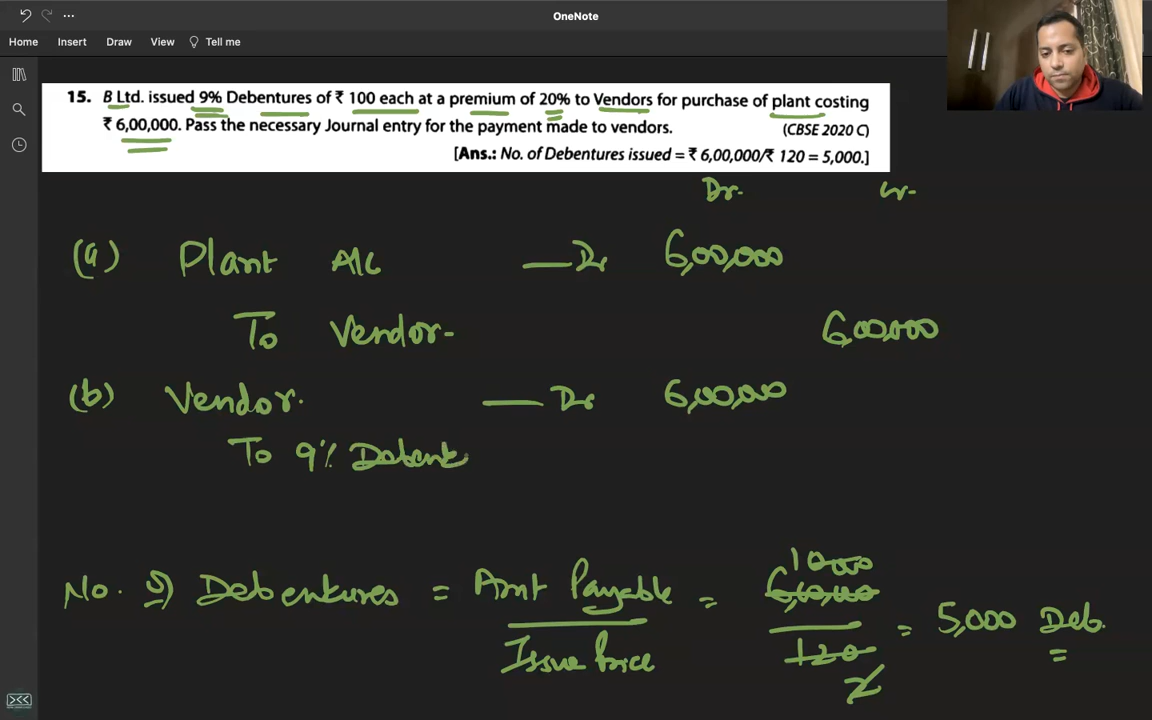 OneNote
Home Insert Draw View Tell me
15. B Ltd. issued 9% Debentures of ₹ 100 each at a premium of 20% to Vendors for purchase of plant costing
₹ 6,00,000. Pass the necessary Journal entry for the payment made to vendors. (CBSE 2020 C)
[Ans.: No. of Debentures issued = ₹ 6,00,000/₹ 120 = 5,000.]
Dr. Cr.
(a) Plant A/c — Dr 6,00,000
To Vendor 6,00,000
(b) Vendor. — Dr 6,00,000
To 9% Debent
No. of Debentures = Amt Payable / Issue Price = 6,00,000 / 120 = 5,000 Deb.
10000
2